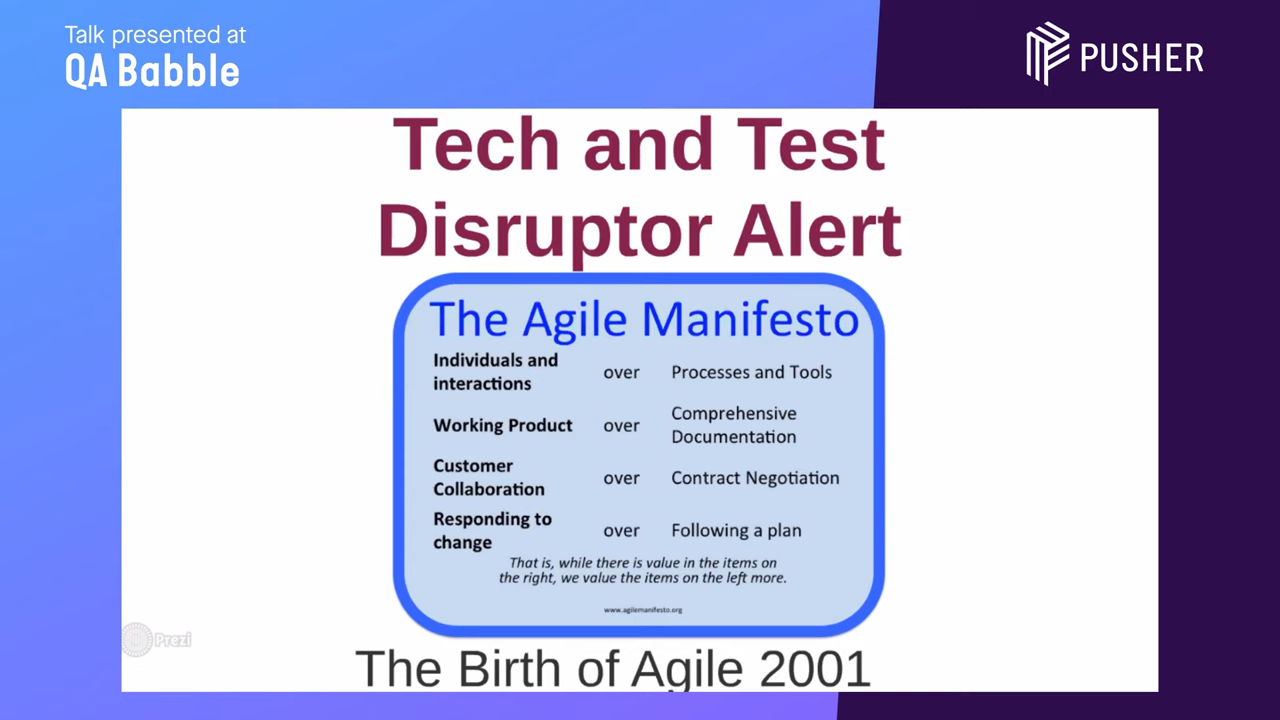 Talk presented at
QA Babble
PUSHER
Tech and Test
Disruptor Alert
The Agile Manifesto
Individuals and
interactions
over
Processes and Tools
Working Product
over
Comprehensive
Documentation
Customer
Collaboration
over
Contract Negotiation
Responding to
change
over
Following a plan
That is, while there is value in the items on
the right, we value the items on the left more.
www.agilemanifesto.org
Prezi
The Birth of Agile 2001